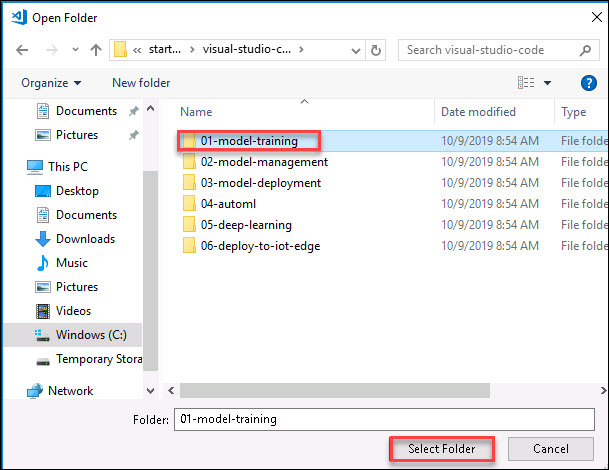 Open Folder
« start... › visual-studio-c... ›
Search visual-studio-code
Organize New folder
?
Name Date modified Type
Documents
Pictures
This PC
Desktop
Documents
Downloads
Music
Pictures
Videos
Windows (C:)
Temporary Stora
Network
01-model-training 10/9/2019 8:54 AM File folde
02-model-management 10/9/2019 8:54 AM File folde
03-model-deployment 10/9/2019 8:54 AM File folde
04-automl 10/9/2019 8:54 AM File folde
05-deep-learning 10/9/2019 8:54 AM File folde
06-deploy-to-iot-edge 10/9/2019 8:54 AM File folde
Folder: 01-model-training
Select Folder Cancel